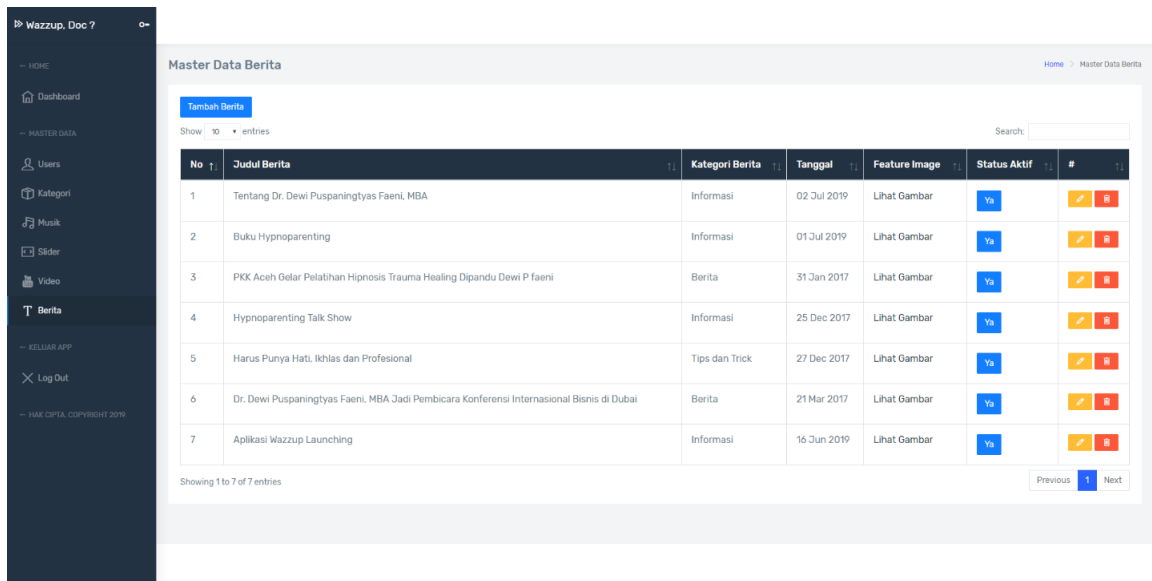 Wazzup, Doc ?
-- HOME
Dashboard
-- MASTER DATA
Users
Kategori
Musik
Slider
Video
Berita
-- KELUAR APP
Log Out
-- HAK CIPTA. COPYRIGHT 2019.
Master Data Berita
Home > Master Data Berita
Tambah Berita
Show 10 entries Search:
No Judul Berita Kategori Berita Tanggal Feature Image Status Aktif #
1 Tentang Dr. Dewi Puspaningtyas Faeni, MBA Informasi 02 Jul 2019 Lihat Gambar Ya
2 Buku Hypnoparenting Informasi 01 Jul 2019 Lihat Gambar Ya
3 PKK Aceh Gelar Pelatihan Hipnosis Trauma Healing Dipandu Dewi P faeni Berita 31 Jan 2017 Lihat Gambar Ya
4 Hypnoparenting Talk Show Informasi 25 Dec 2017 Lihat Gambar Ya
5 Harus Punya Hati, Ikhlas dan Profesional Tips dan Trick 27 Dec 2017 Lihat Gambar Ya
6 Dr. Dewi Puspaningtyas Faeni, MBA Jadi Pembicara Konferensi Internasional Bisnis di Dubai Berita 21 Mar 2017 Lihat Gambar Ya
7 Aplikasi Wazzup Launching Informasi 16 Jun 2019 Lihat Gambar Ya
Showing 1 to 7 of 7 entries
Previous 1 Next